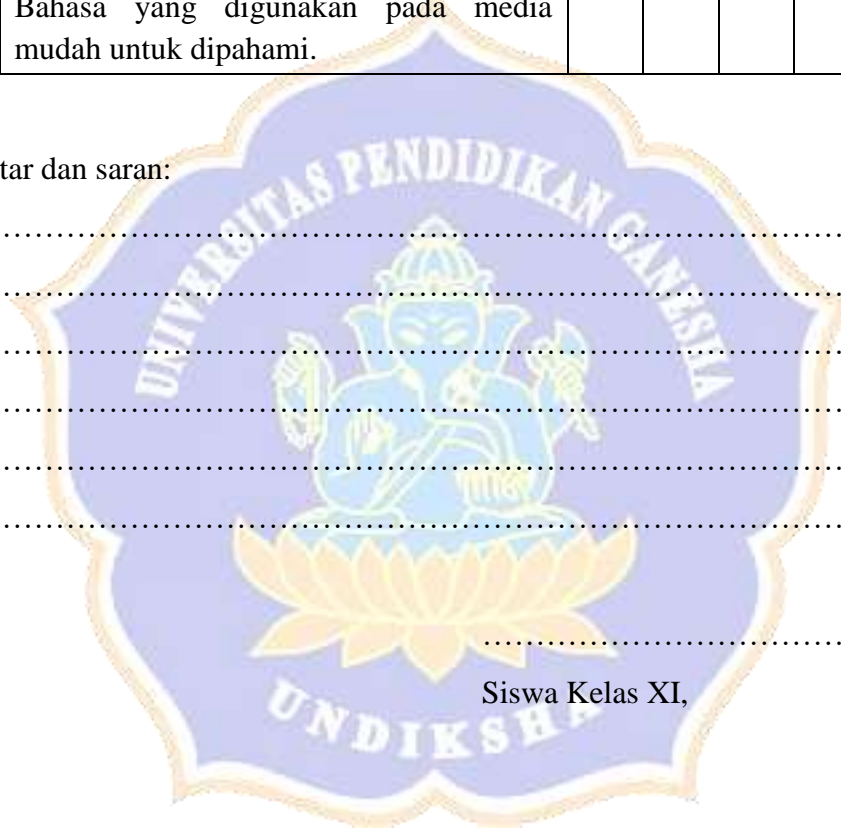 Bahasa yang digunakan pada media
mudah untuk dipahami.
tar dan saran:
UNIVERSITAS PENDIDIKAN GANESHA
……………………………………………………………………
……………………………………………………………………
……………………………………………………………………
……………………………………………………………………
……………………………………………………………………
……………………………………………………………………
……………………………
Siswa Kelas XI,
UNDIKSHA